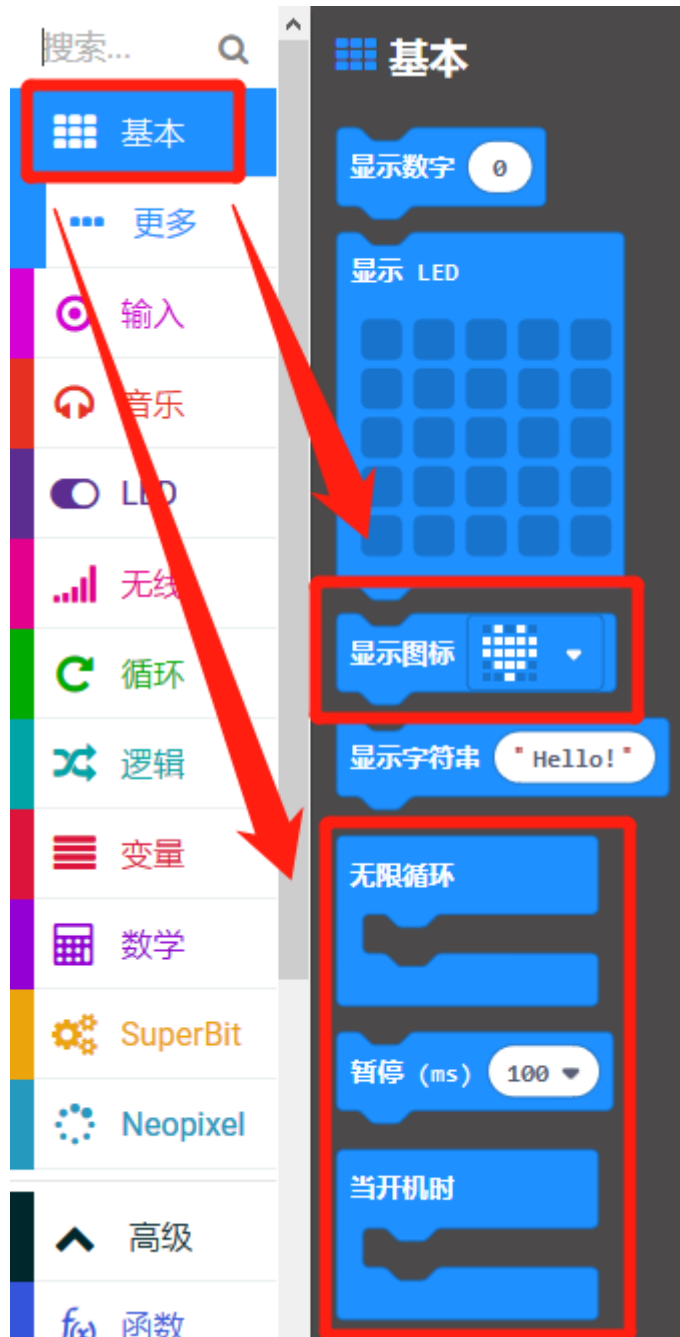 搜索...
基本
更多
输入
音乐
LED
无线
循环
逻辑
变量
数学
SuperBit
Neopixel
高级
f(x) 函数
基本
显示数字 0
显示 LED
显示图标
显示字符串 "Hello!"
无限循环
暂停 (ms) 100
当开机时